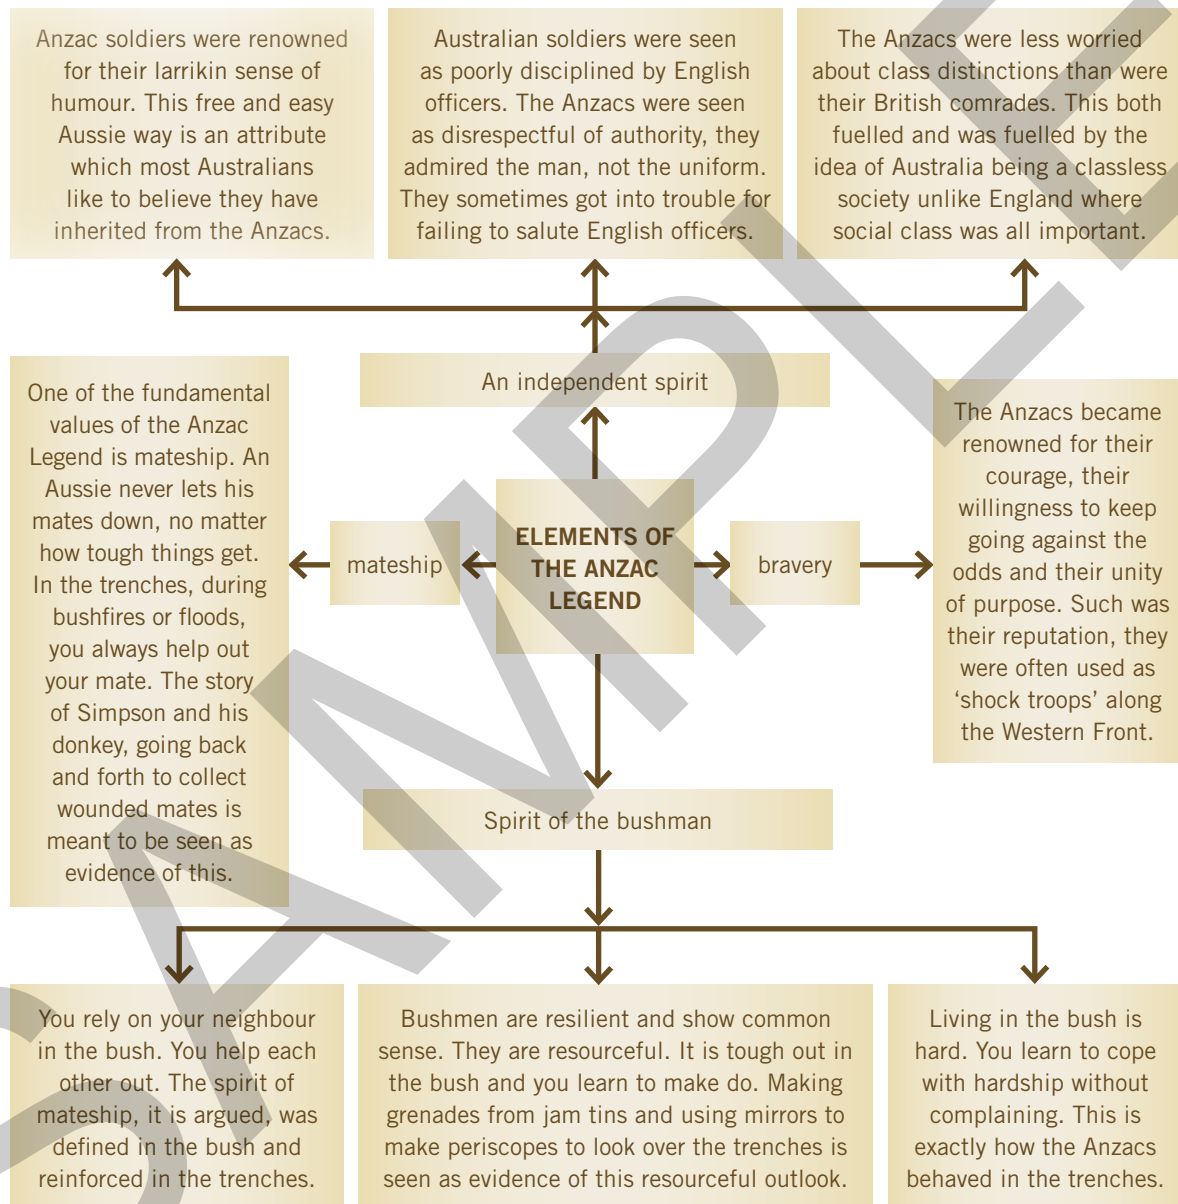 Anzac soldiers were renowned
for their larrikin sense of
humour. This free and easy
Aussie way is an attribute
which most Australians
like to believe they have
inherited from the Anzacs.
Australian soldiers were seen
as poorly disciplined by English
officers. The Anzacs were seen
as disrespectful of authority, they
admired the man, not the uniform.
They sometimes got into trouble for
failing to salute English officers.
The Anzacs were less worried
about class distinctions than were
their British comrades. This both
fuelled and was fuelled by the
idea of Australia being a classless
society unlike England where
social class was all important.
An independent spirit
One of the fundamental
values of the Anzac
Legend is mateship. An
Aussie never lets his
mates down, no matter
how tough things get.
In the trenches, during
bushfires or floods,
you always help out
your mate. The story
of Simpson and his
donkey, going back
and forth to collect
wounded mates is
meant to be seen as
evidence of this.
mateship
ELEMENTS OF
THE ANZAC
LEGEND
bravery
The Anzacs became
renowned for their
courage, their
willingness to keep
going against the
odds and their unity
of purpose. Such was
their reputation, they
were often used as
‘shock troops’ along
the Western Front.
Spirit of the bushman
You rely on your neighbour
in the bush. You help each
other out. The spirit of
mateship, it is argued, was
defined in the bush and
reinforced in the trenches.
Bushmen are resilient and show common
sense. They are resourceful. It is tough out in
the bush and you learn to make do. Making
grenades from jam tins and using mirrors to
make periscopes to look over the trenches is
seen as evidence of this resourceful outlook.
Living in the bush is
hard. You learn to cope
with hardship without
complaining. This is
exactly how the Anzacs
behaved in the trenches.
SAMPLE